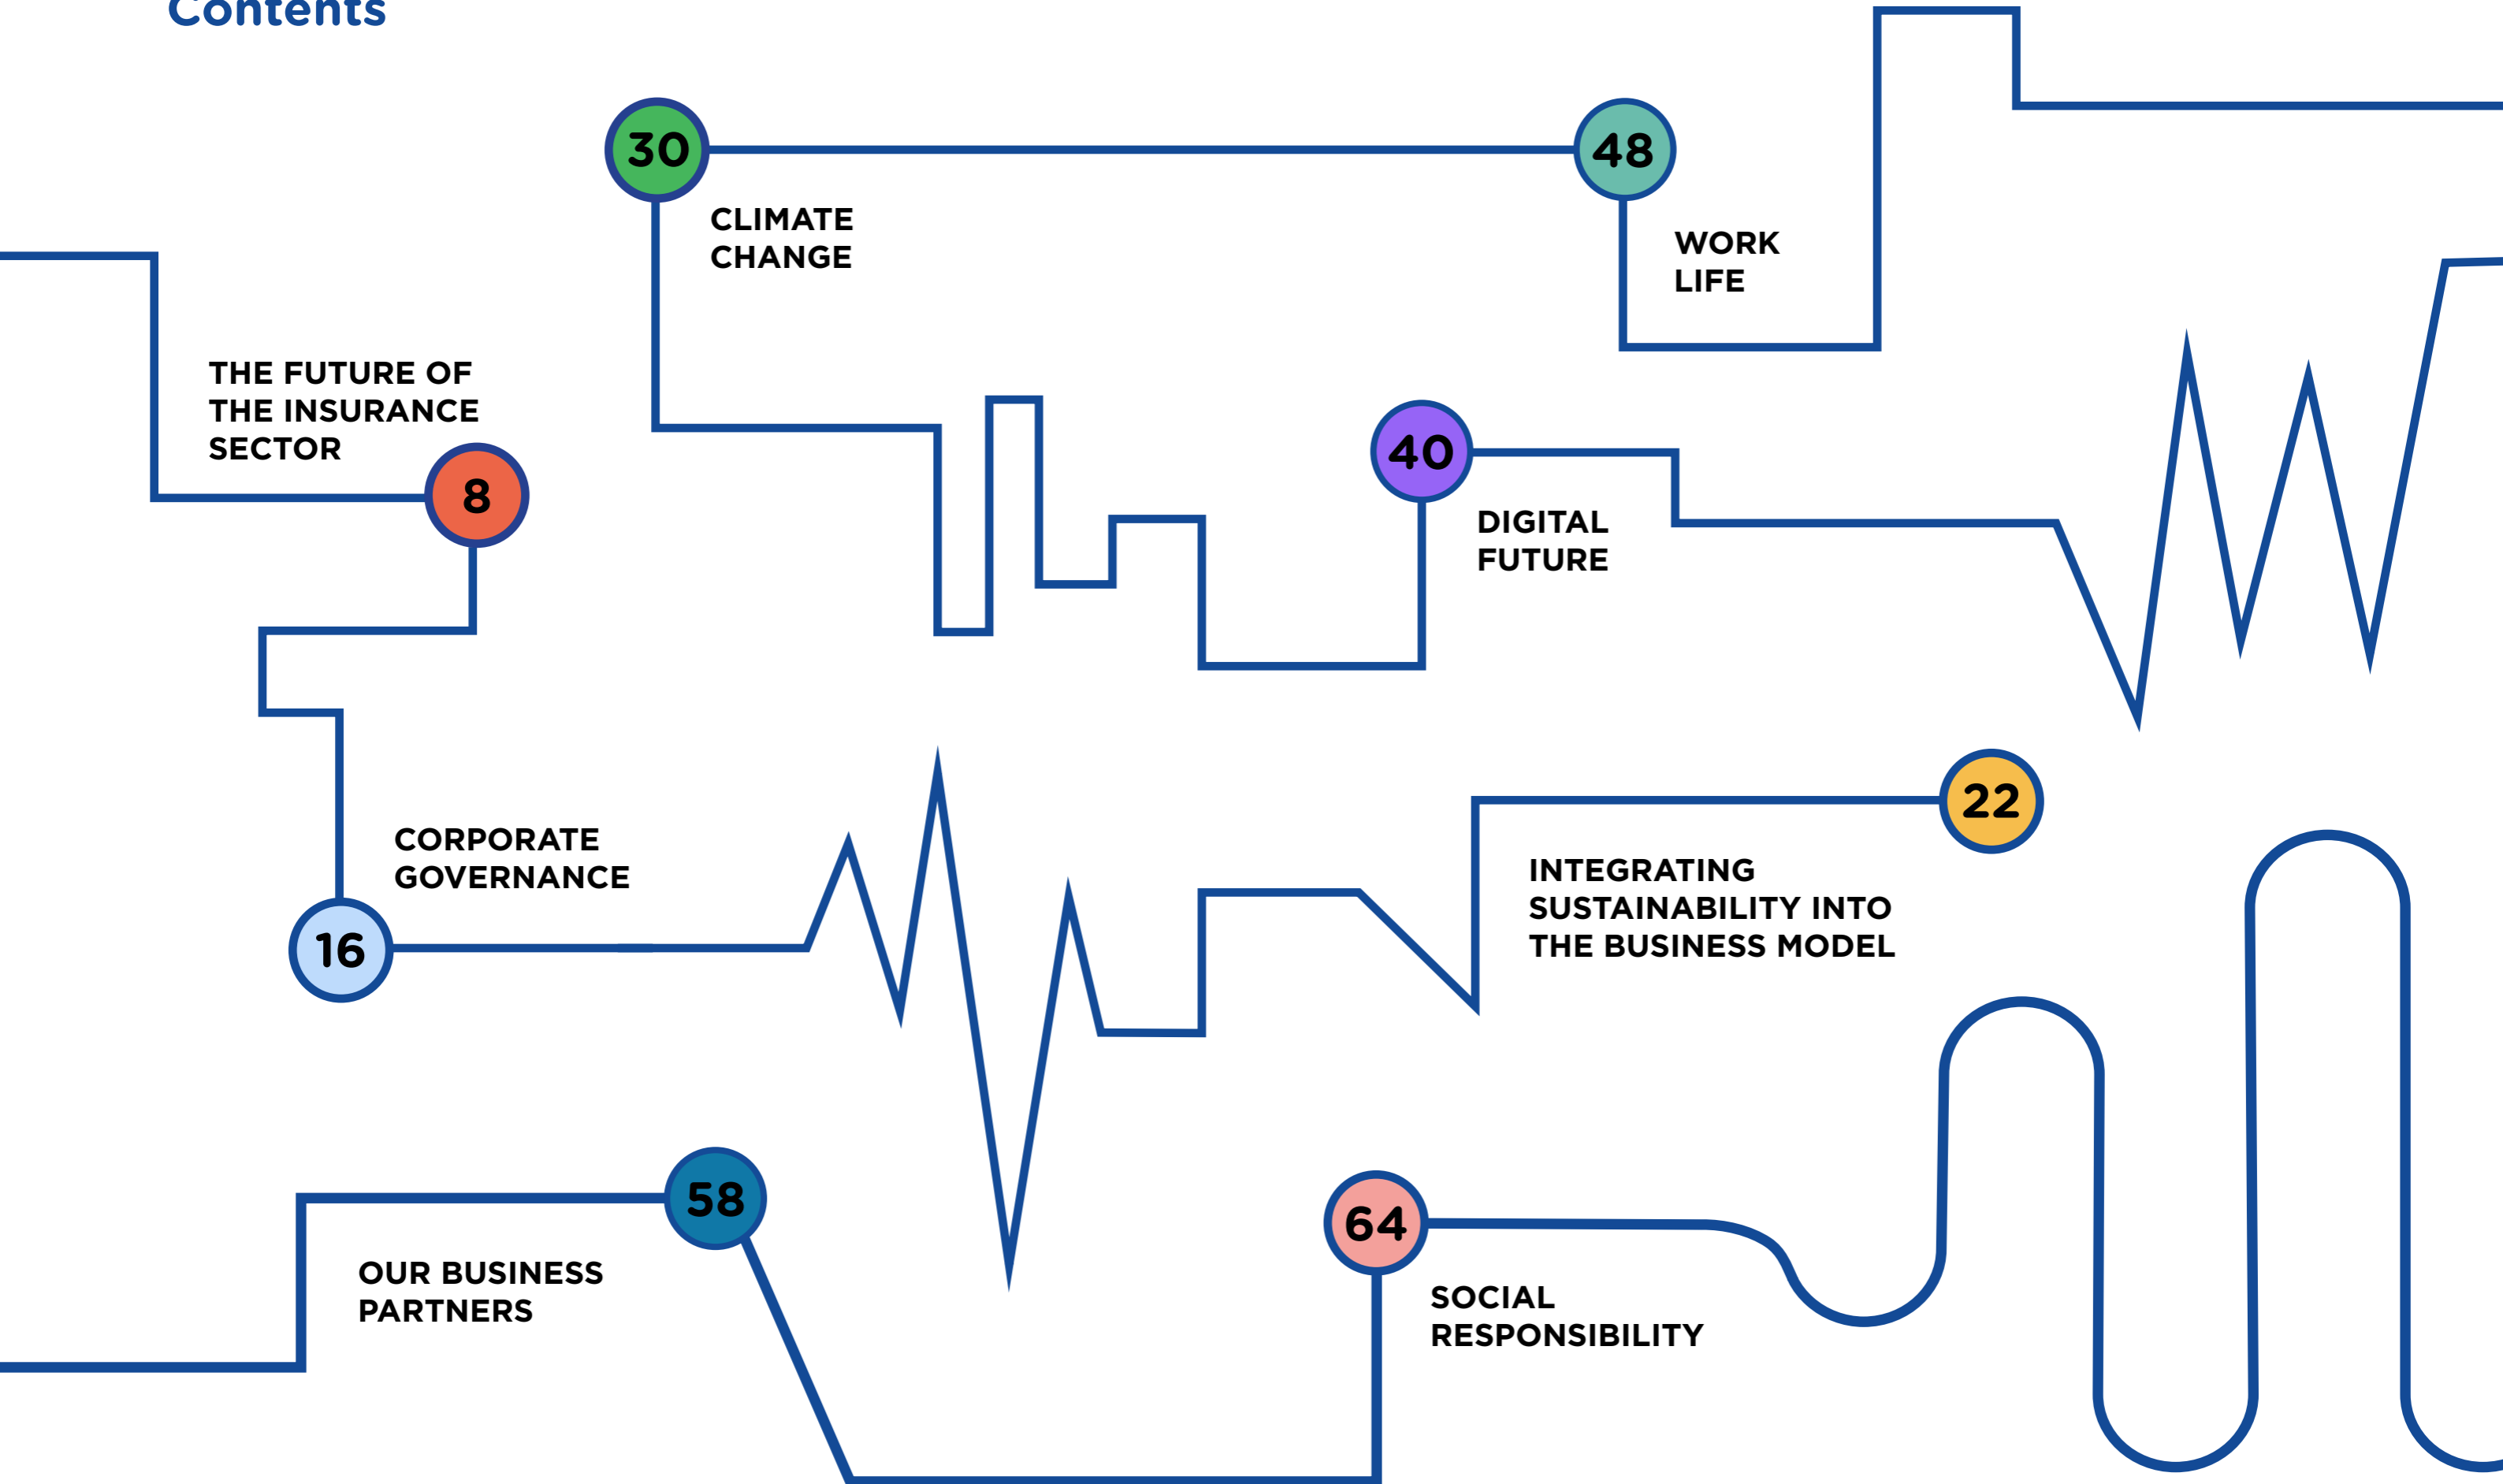 Contents
30
CLIMATE
CHANGE
48
WORK
LIFE
THE FUTURE OF
THE INSURANCE
SECTOR
8
40
DIGITAL
FUTURE
CORPORATE
GOVERNANCE
16
22
INTEGRATING
SUSTAINABILITY INTO
THE BUSINESS MODEL
58
OUR BUSINESS
PARTNERS
64
SOCIAL
RESPONSIBILITY